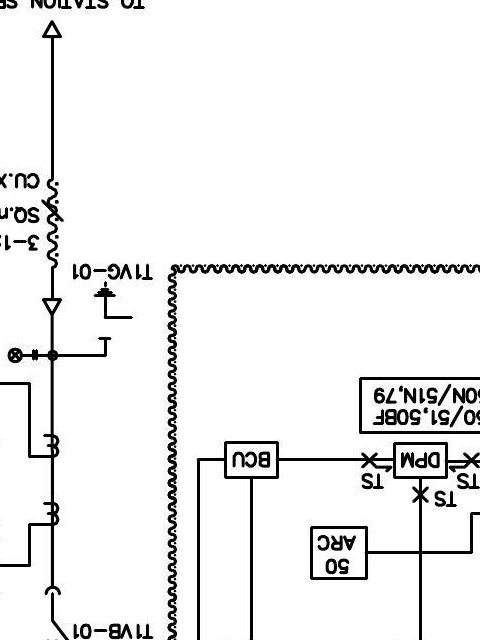 T1VB-01
50
ARC
TS
TS
TS
DPM
BCU
50/51,50BF
50N/51N,79
T1VG-01
3-1
SQ.
CU.X
TO STATION